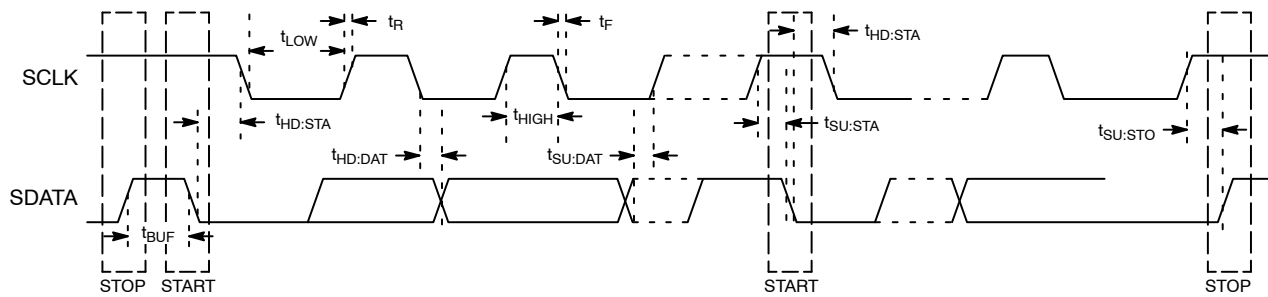 tR
tF
tLOW
tHD:STA
SCLK
tHD:STA
tHIGH
tSU:STA
tSU:STO
tHD:DAT
tSU:DAT
SDATA
tBUF
STOP
START
START
STOP